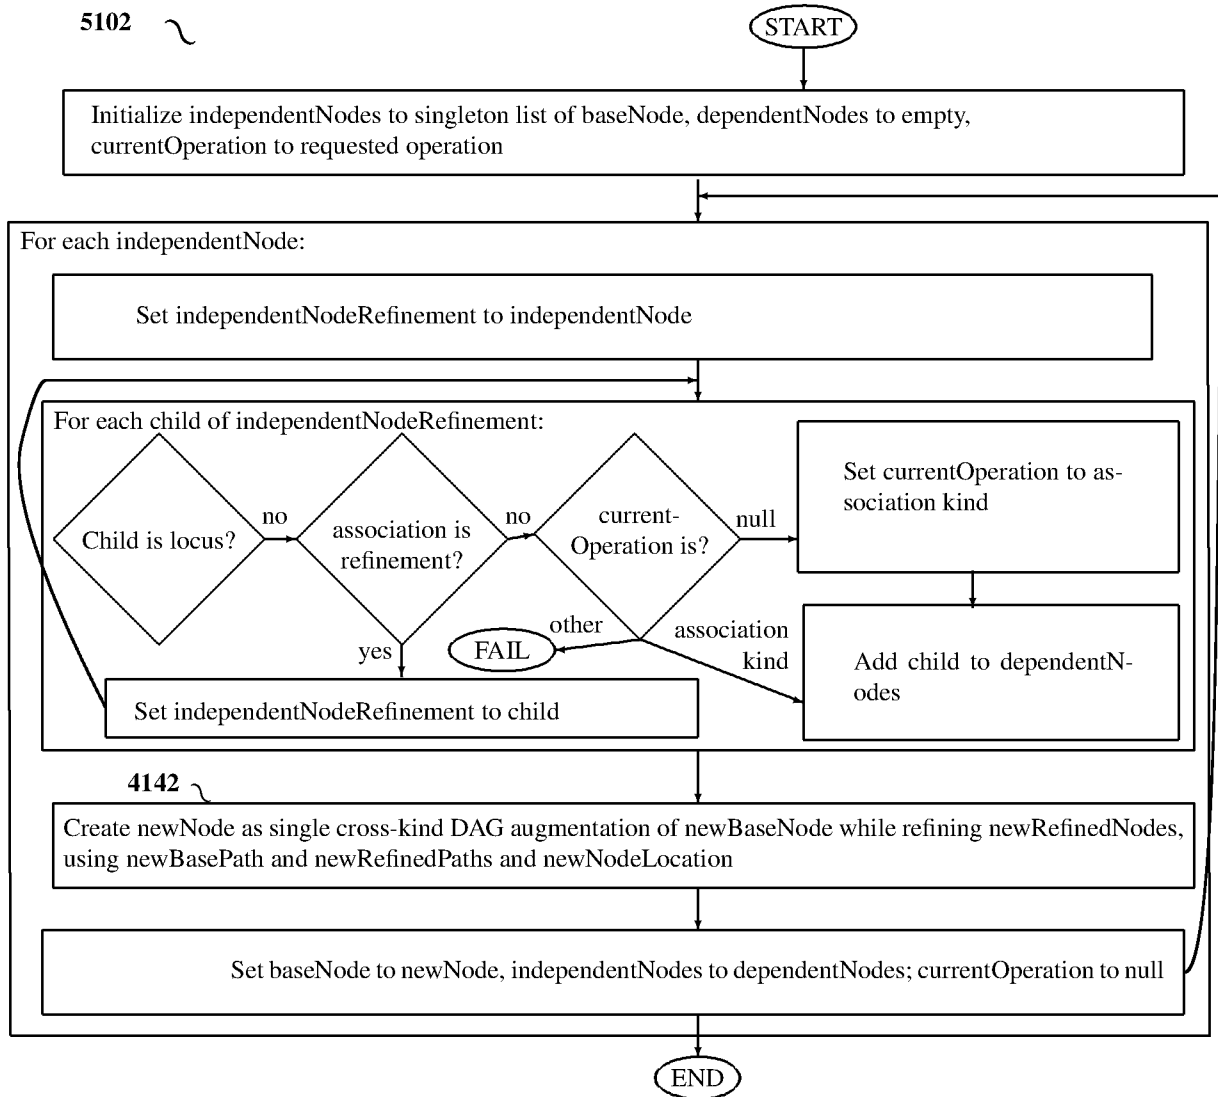 5102
START
Initialize independentNodes to singleton list of baseNode, dependentNodes to empty,
currentOperation to requested operation
For each independentNode:
Set independentNodeRefinement to independentNode
For each child of independentNodeRefinement:
Child is locus?
no
association is
refinement?
no
current-
Operation is?
null
Set currentOperation to as-
sociation kind
yes
FAIL
other
association
kind
Add child to dependentN-
odes
Set independentNodeRefinement to child
4142
Create newNode as single cross-kind DAG augmentation of newBaseNode while refining newRefinedNodes,
using newBasePath and newRefinedPaths and newNodeLocation
Set baseNode to newNode, independentNodes to dependentNodes; currentOperation to null
END